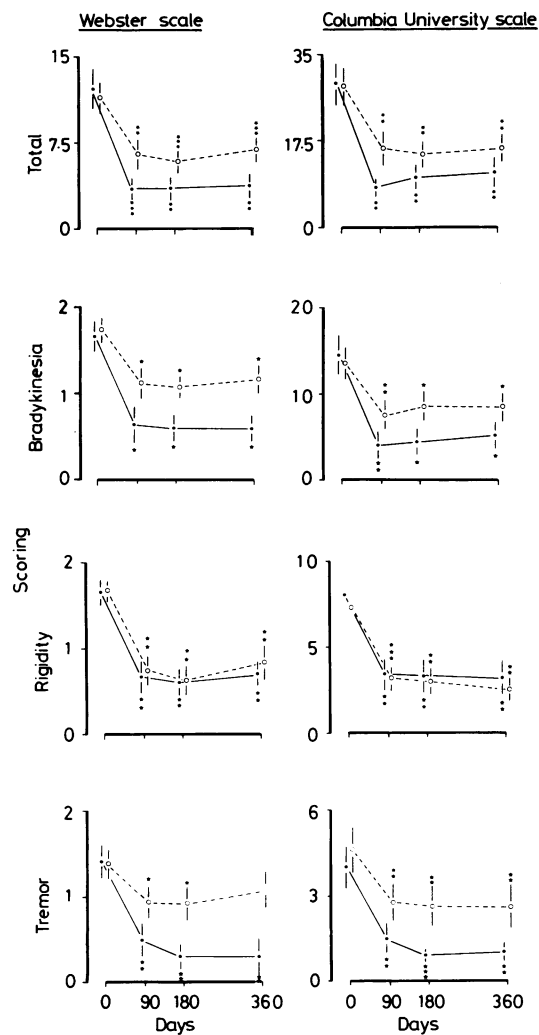 Webster scale Columbia University scale
15 35
Total 7.5 17.5
0 0
2 20
Bradykinesia 1 10
0 0
Scoring
2 10
Rigidity 1 5
0 0
2 6
Tremor 1 3
0 0
0 90 180 360 0 90 180 360
Days Days